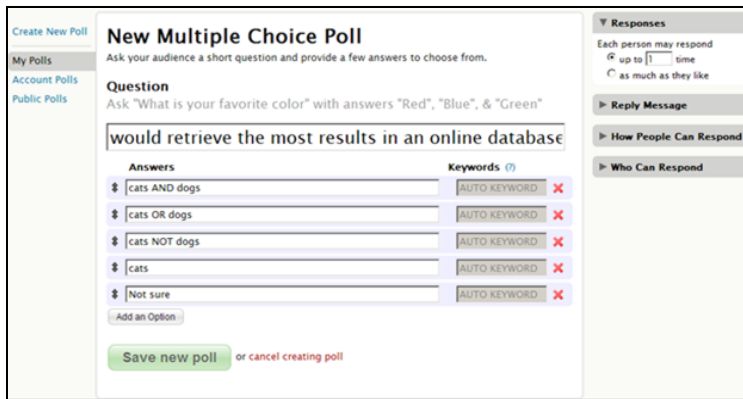 Create New Poll
My Polls
Account Polls
Public Polls
New Multiple Choice Poll
Ask your audience a short question and provide a few answers to choose from.
Question
Ask "What is your favorite color" with answers "Red", "Blue", & "Green"
would retrieve the most results in an online database
Answers Keywords (?)
cats AND dogs AUTO KEYWORD
cats OR dogs AUTO KEYWORD
cats NOT dogs AUTO KEYWORD
cats AUTO KEYWORD
Not sure AUTO KEYWORD
Add an Option
Save new poll or cancel creating poll
Responses
Each person may respond
up to 1 time
as much as they like
Reply Message
How People Can Respond
Who Can Respond